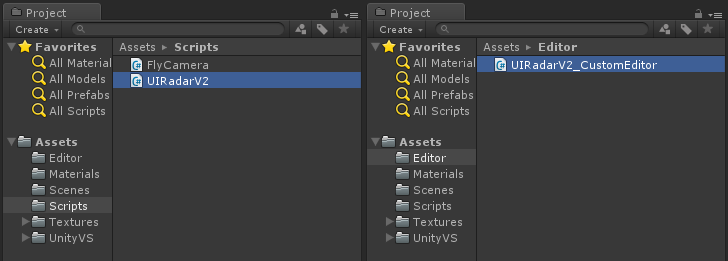 Project
Create
Favorites
All Material
All Models
All Prefabs
All Scripts
Assets
Editor
Materials
Scenes
Scripts
Textures
UnityVS
Assets Scripts
FlyCamera
UIRadarV2
Project
Create
Favorites
All Material
All Models
All Prefabs
All Scripts
Assets
Editor
Materials
Scenes
Scripts
Textures
UnityVS
Assets Editor
UIRadarV2_CustomEditor